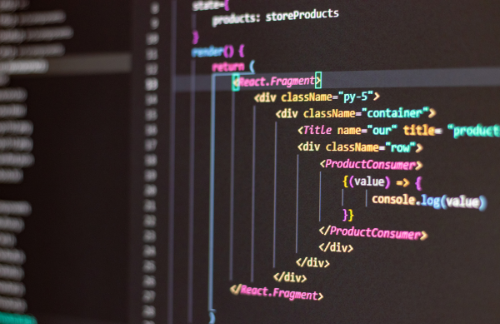 state={
products: storeProducts
}
render() {
return (
<React.Fragment>
<div className="py-5">
<div className="container">
<Title name="our" title= "product
<div className="row">
<ProductConsumer>
{(value) => {
console.log(value)
}}
</ProductConsumer>
</div>
</div>
</div>
</React.Fragment>
)